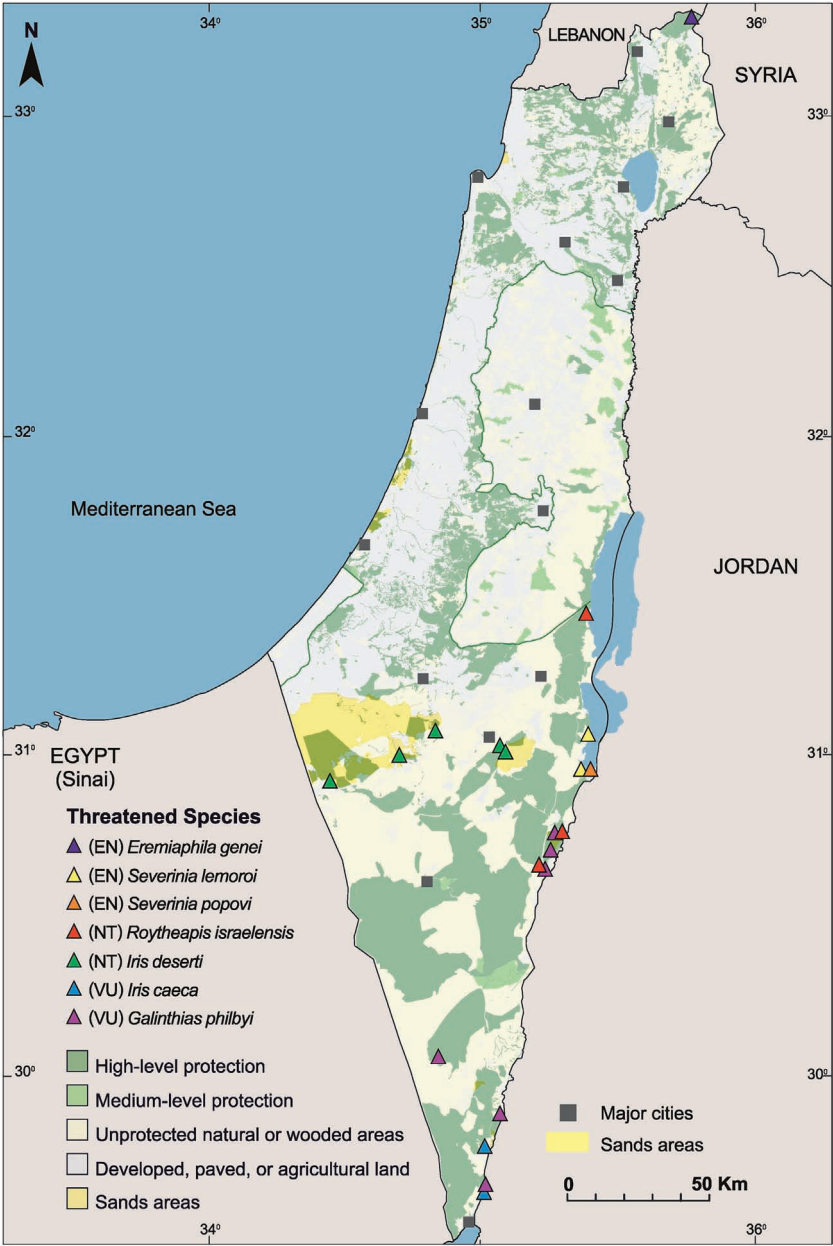 34⁰ 35⁰ 36⁰
N
LEBANON
SYRIA
33⁰ 33⁰
32⁰ 32⁰
Mediterranean Sea
JORDAN
31⁰ 31⁰
EGYPT
(Sinai)
Threatened Species
(EN) Eremiaphila genei
(EN) Severinia lemoroi
(EN) Severinia popovi
(NT) Roytheapis israelensis
(NT) Iris deserti
(VU) Iris caeca
(VU) Galinthias philbyi
High-level protection
Medium-level protection
Unprotected natural or wooded areas
Developed, paved, or agricultural land
Sands areas
30⁰ 30⁰
Major cities
Sands areas
0 50 Km
34⁰ 35⁰ 36⁰